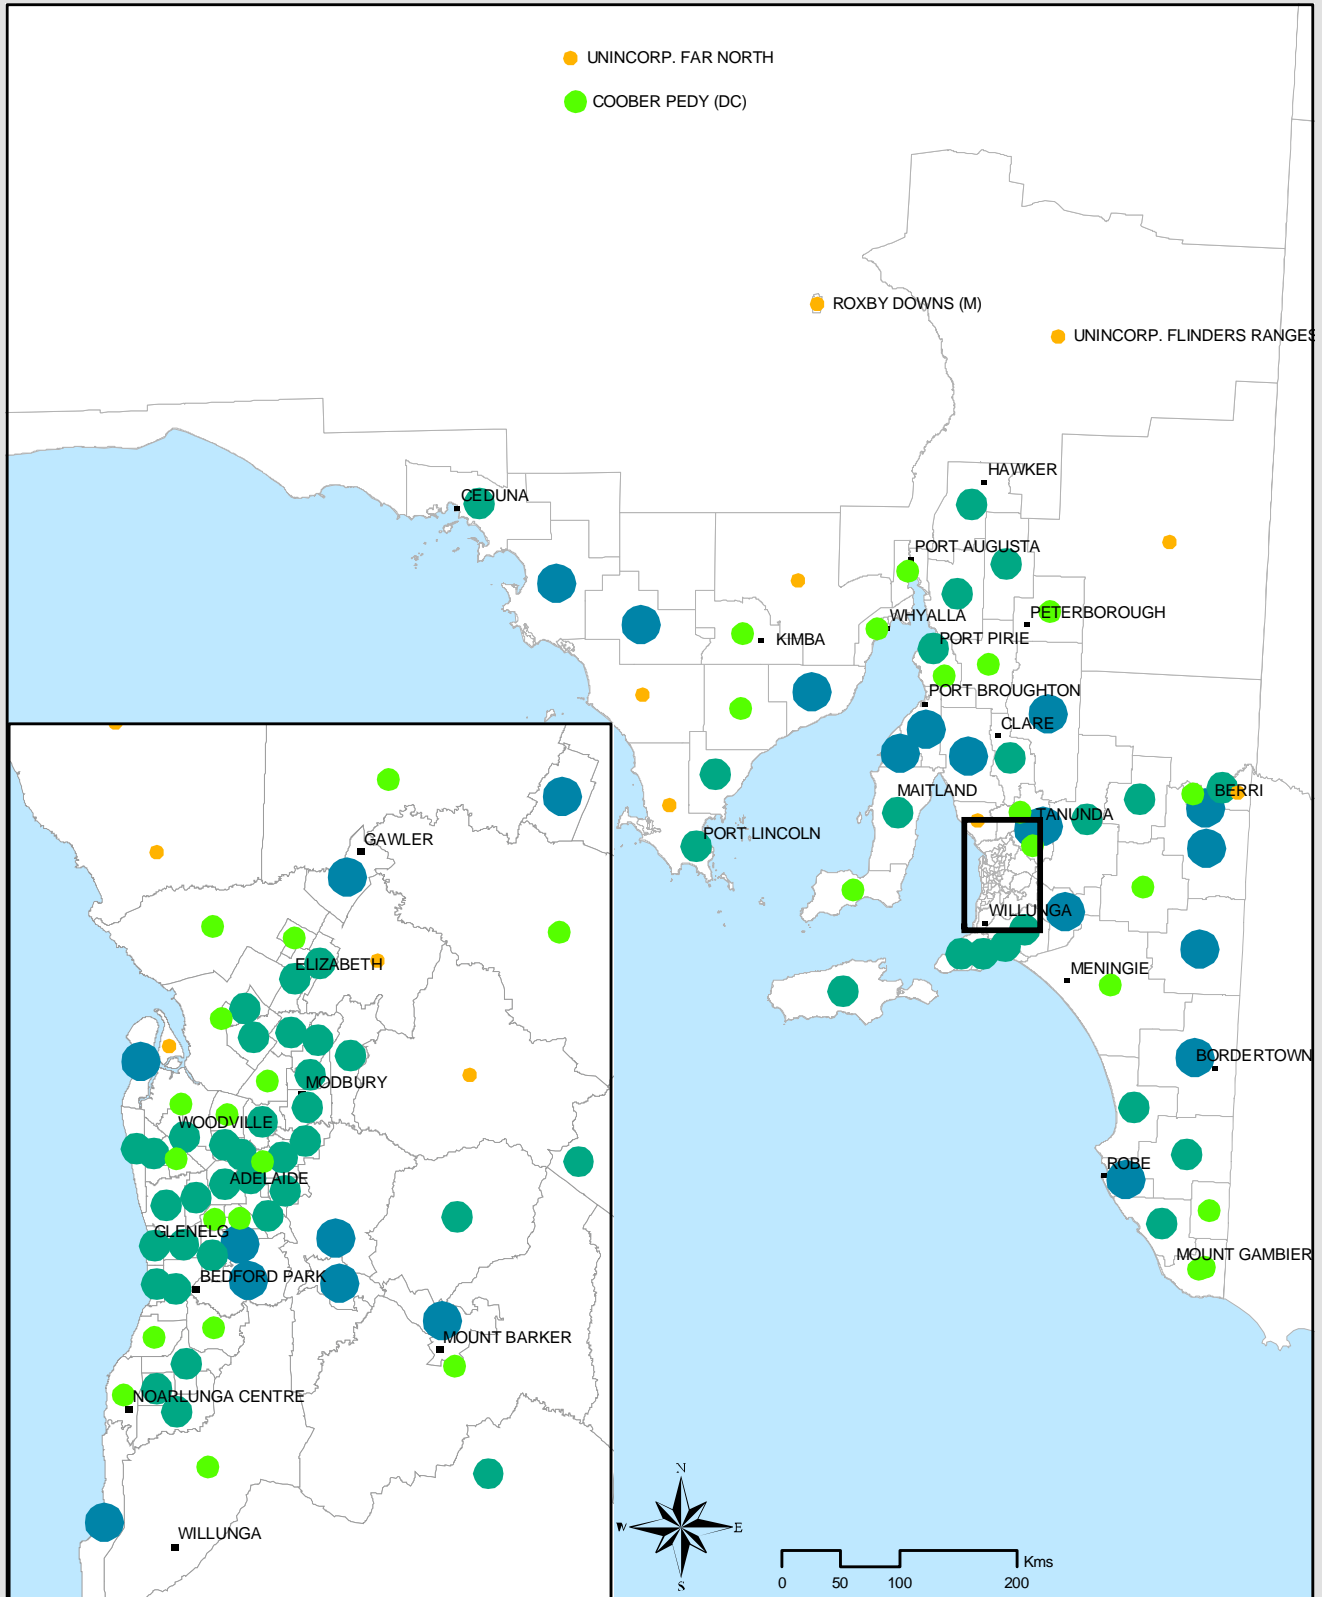 UNINCORP. FAR NORTH
COOBER PEDY (DC)
ROXBY DOWNS (M)
UNINCORP. FLINDERS RANGES
HAWKER
CEDUNA
PORT AUGUSTA
PETERBOROUGH
WHYALLA
KIMBA
PORT PIRIE
PORT BROUGHTON
CLARE
MAITLAND
BERRI
TANUNDA
PORT LINCOLN
WILLUNGA
MENINGIE
BORDERTOWN
ROBE
MOUNT GAMBIER
GAWLER
ELIZABETH
MODBURY
WOODVILLE
ADELAIDE
GLENELG
BEDFORD PARK
MOUNT BARKER
NOARLUNGA CENTRE
WILLUNGA
N
W
E
S
Kms
0 50 100 200